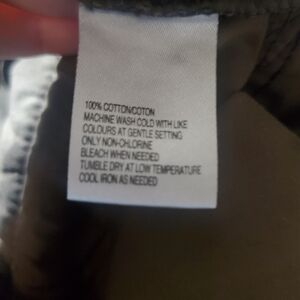 100% COTTON/COTON
MACHINE WASH COLD WITH LIKE
COLOURS AT GENTLE SETTING
ONLY NON-CHLORINE
BLEACH WHEN NEEDED
TUMBLE DRY AT LOW TEMPERATURE
COOL IRON AS NEEDED